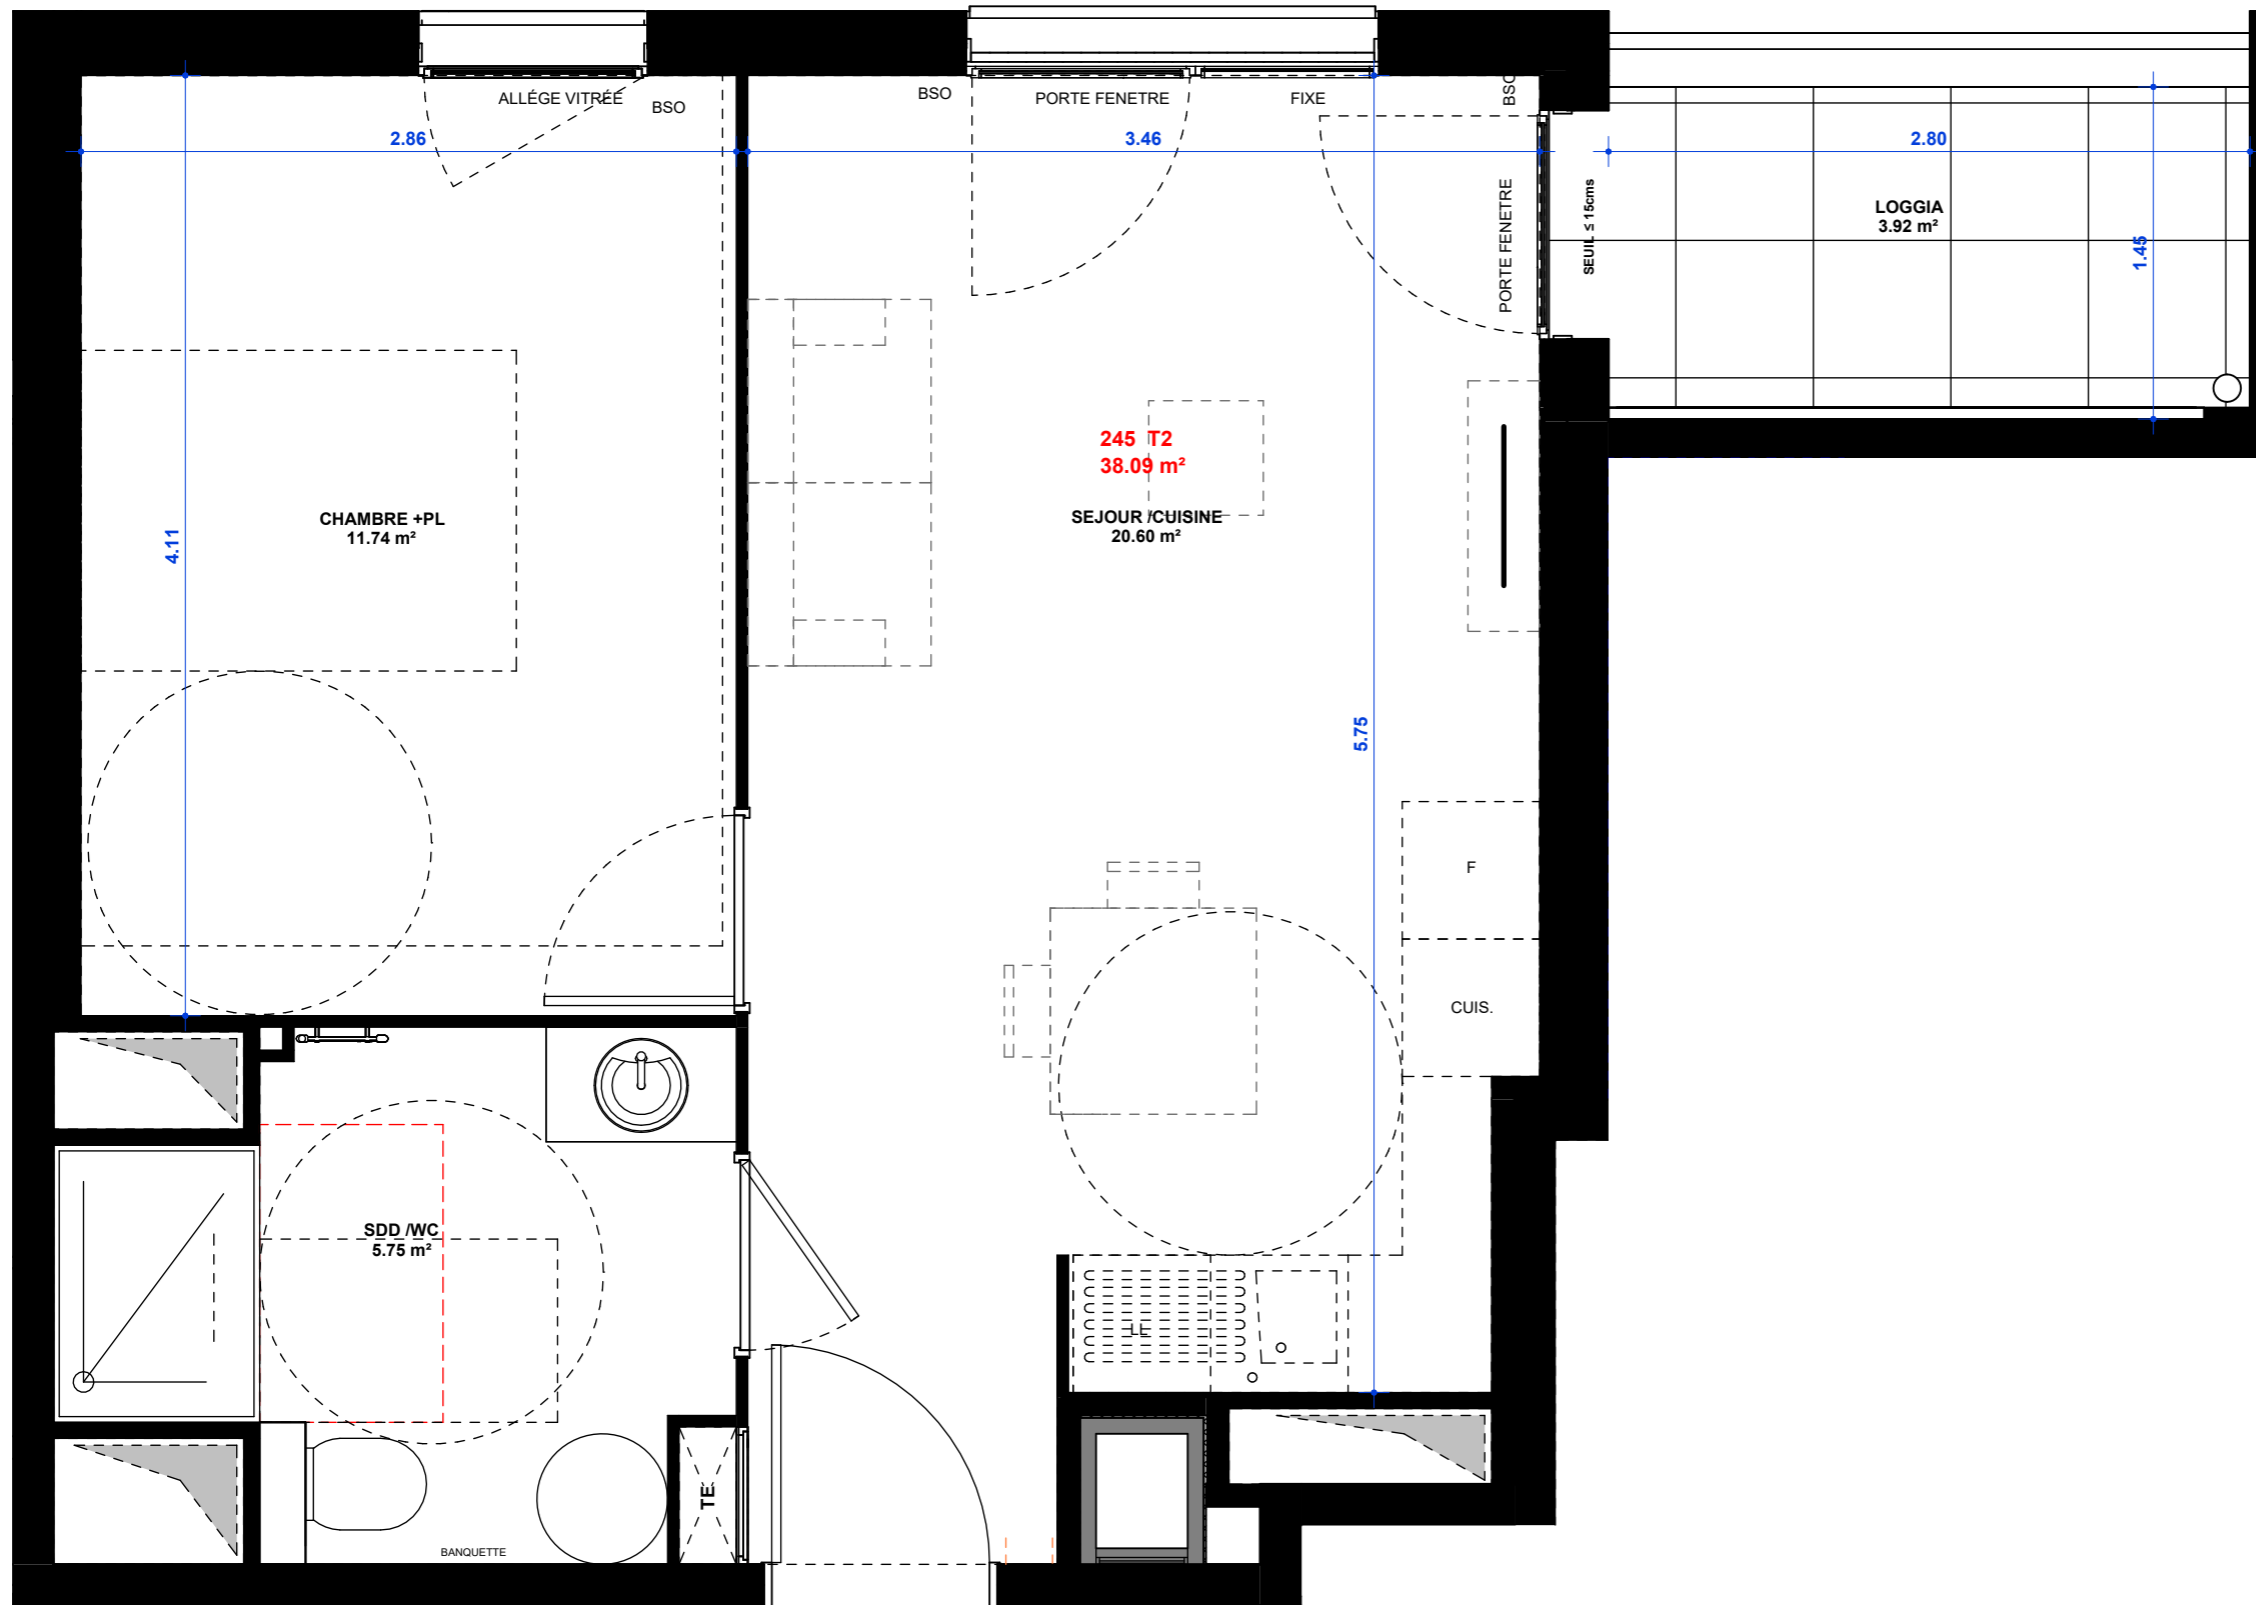 ALLÉGE VITRÉE
BSO
BSO
PORTE FENETRE
FIXE
BSO
2.86
3.46
2.80
PORTE FENETRE
SEUIL ≤ 15cms
LOGGIA
3.92 m²
1.45
245 T2
38.09 m²
CHAMBRE +PL
11.74 m²
SEJOUR /CUISINE
20.60 m²
4.11
5.75
F
CUIS.
SDD /WC
5.75 m²
LL
TE
BANQUETTE